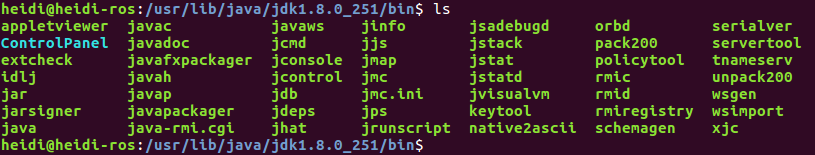 heidi@heidi-ros:/usr/lib/java/jdk1.8.0_251/bin$ ls
appletviewer javac javaws jinfo jsadebugd orbd serialver
ControlPanel javadoc jcmd jjs jstack pack200 servertool
extcheck javafxpackager jconsole jmap jstat policytool tnameserv
idlj javah jcontrol jmc jstatd rmic unpack200
jar javap jdb jmc.ini jvisualvm rmid wsgen
jarsigner javapackager jdeps jps keytool rmiregistry wsimport
java java-rmi.cgi jhat jrunscript native2ascii schemagen xjc
heidi@heidi-ros:/usr/lib/java/jdk1.8.0_251/bin$